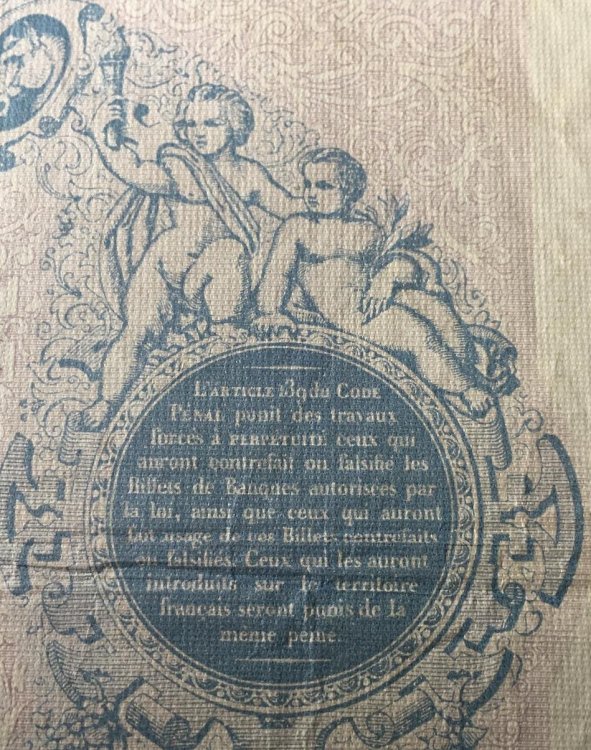 L'ARTICLE 139 du CODE
PÉNAL punit des travaux
forcés à PERPÉTUITÉ ceux qui
auront contrefait ou falsifié les
Billets de Banques autorisées par
la loi, ainsi que ceux qui auront
fait usage de ces Billets contrefaits
ou falsifiés. Ceux qui les auront
introduits sur le territoire
français seront punis de la
même peine.